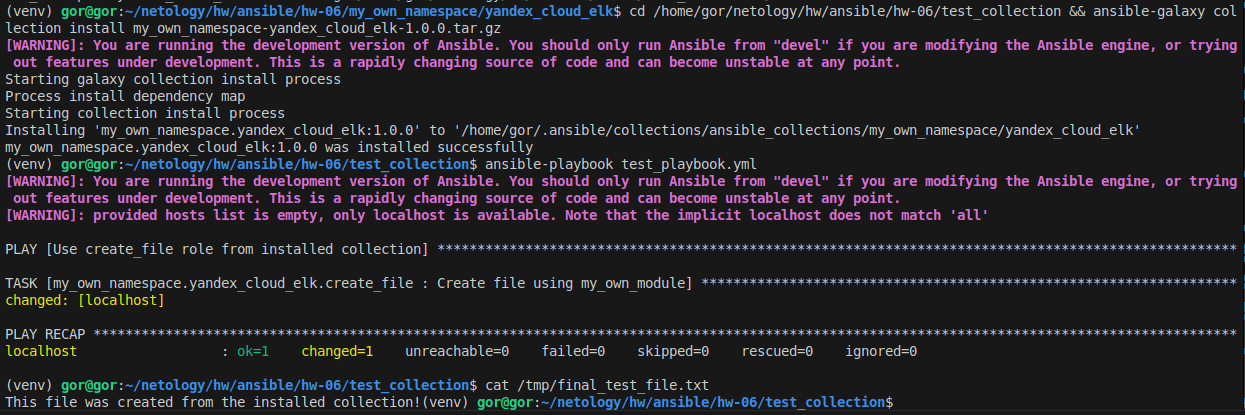 (venv) gor@gor:~/netology/hw/ansible/hw-06/my_own_namespace/yandex_cloud_elk$ cd /home/gor/netology/hw/ansible/hw-06/test_collection && ansible-galaxy col
lection install my_own_namespace-yandex_cloud_elk-1.0.0.tar.gz
[WARNING]: You are running the development version of Ansible. You should only run Ansible from "devel" if you are modifying the Ansible engine, or trying
out features under development. This is a rapidly changing source of code and can become unstable at any point.
Starting galaxy collection install process
Process install dependency map
Starting collection install process
Installing 'my_own_namespace.yandex_cloud_elk:1.0.0' to '/home/gor/.ansible/collections/ansible_collections/my_own_namespace/yandex_cloud_elk'
my_own_namespace.yandex_cloud_elk:1.0.0 was installed successfully
(venv) gor@gor:~/netology/hw/ansible/hw-06/test_collection$ ansible-playbook test_playbook.yml
[WARNING]: You are running the development version of Ansible. You should only run Ansible from "devel" if you are modifying the Ansible engine, or trying
out features under development. This is a rapidly changing source of code and can become unstable at any point.
[WARNING]: provided hosts list is empty, only localhost is available. Note that the implicit localhost does not match 'all'
PLAY [Use create_file role from installed collection] ****************************************************************************************************
TASK [my_own_namespace.yandex_cloud_elk.create_file : Create file using my_own_module] *******************************************************************
changed: [localhost]
PLAY RECAP ***********************************************************************************************************************************************
localhost                  : ok=1    changed=1    unreachable=0    failed=0    skipped=0    rescued=0    ignored=0
(venv) gor@gor:~/netology/hw/ansible/hw-06/test_collection$ cat /tmp/final_test_file.txt
This file was created from the installed collection!(venv) gor@gor:~/netology/hw/ansible/hw-06/test_collection$